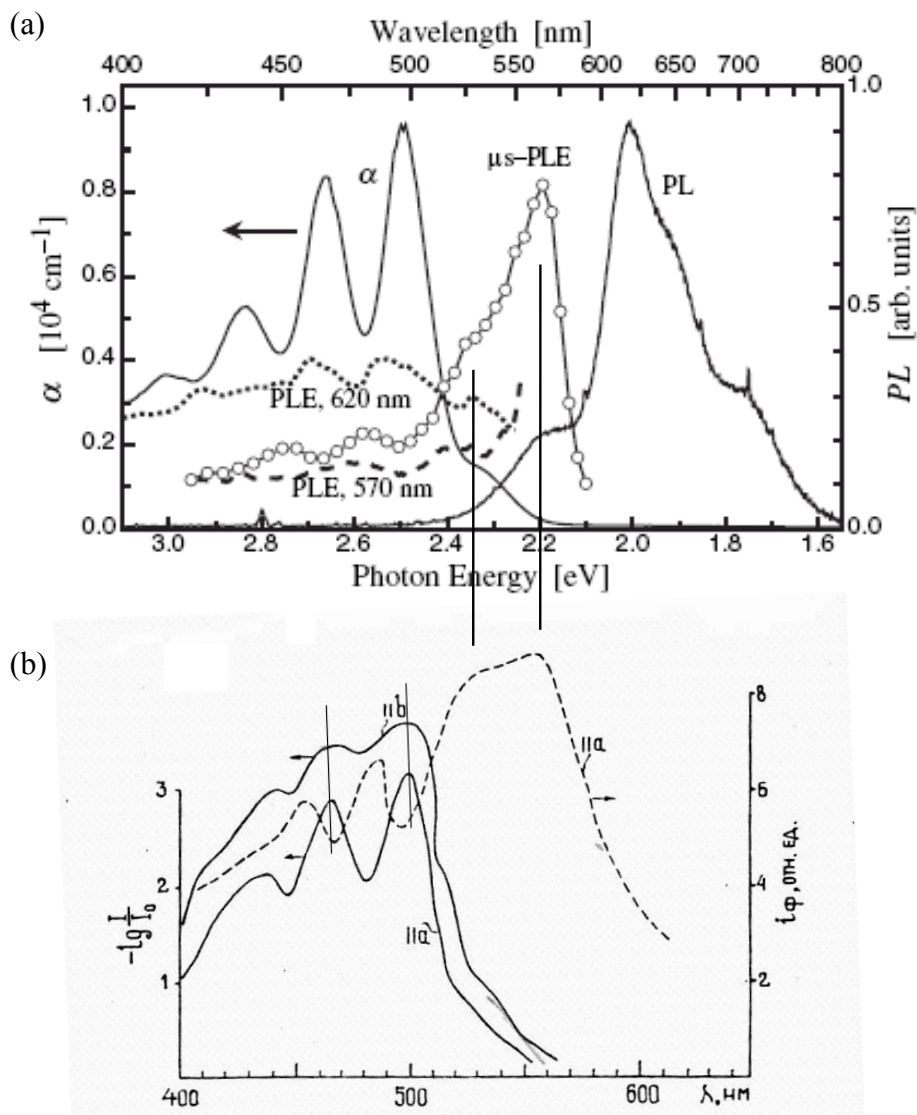 (a)
Wavelength [nm]
400 450 500 550 600 650 700 800
1.0 1.0
α μs–PLE PL
0.8
α [10⁴ cm⁻¹] 0.6
0.5 PL [arb. units]
0.4
PLE, 620 nm
0.2
PLE, 570 nm
0.0 0.0
3.0 2.8 2.6 2.4 2.2 2.0 1.8 1.6
Photon Energy [eV]
(b)
8
IIb IIa
3 6
2 4
-lg I/I₀ IIa iф, отн. ед.
1 2
400 500 600 λ, нм